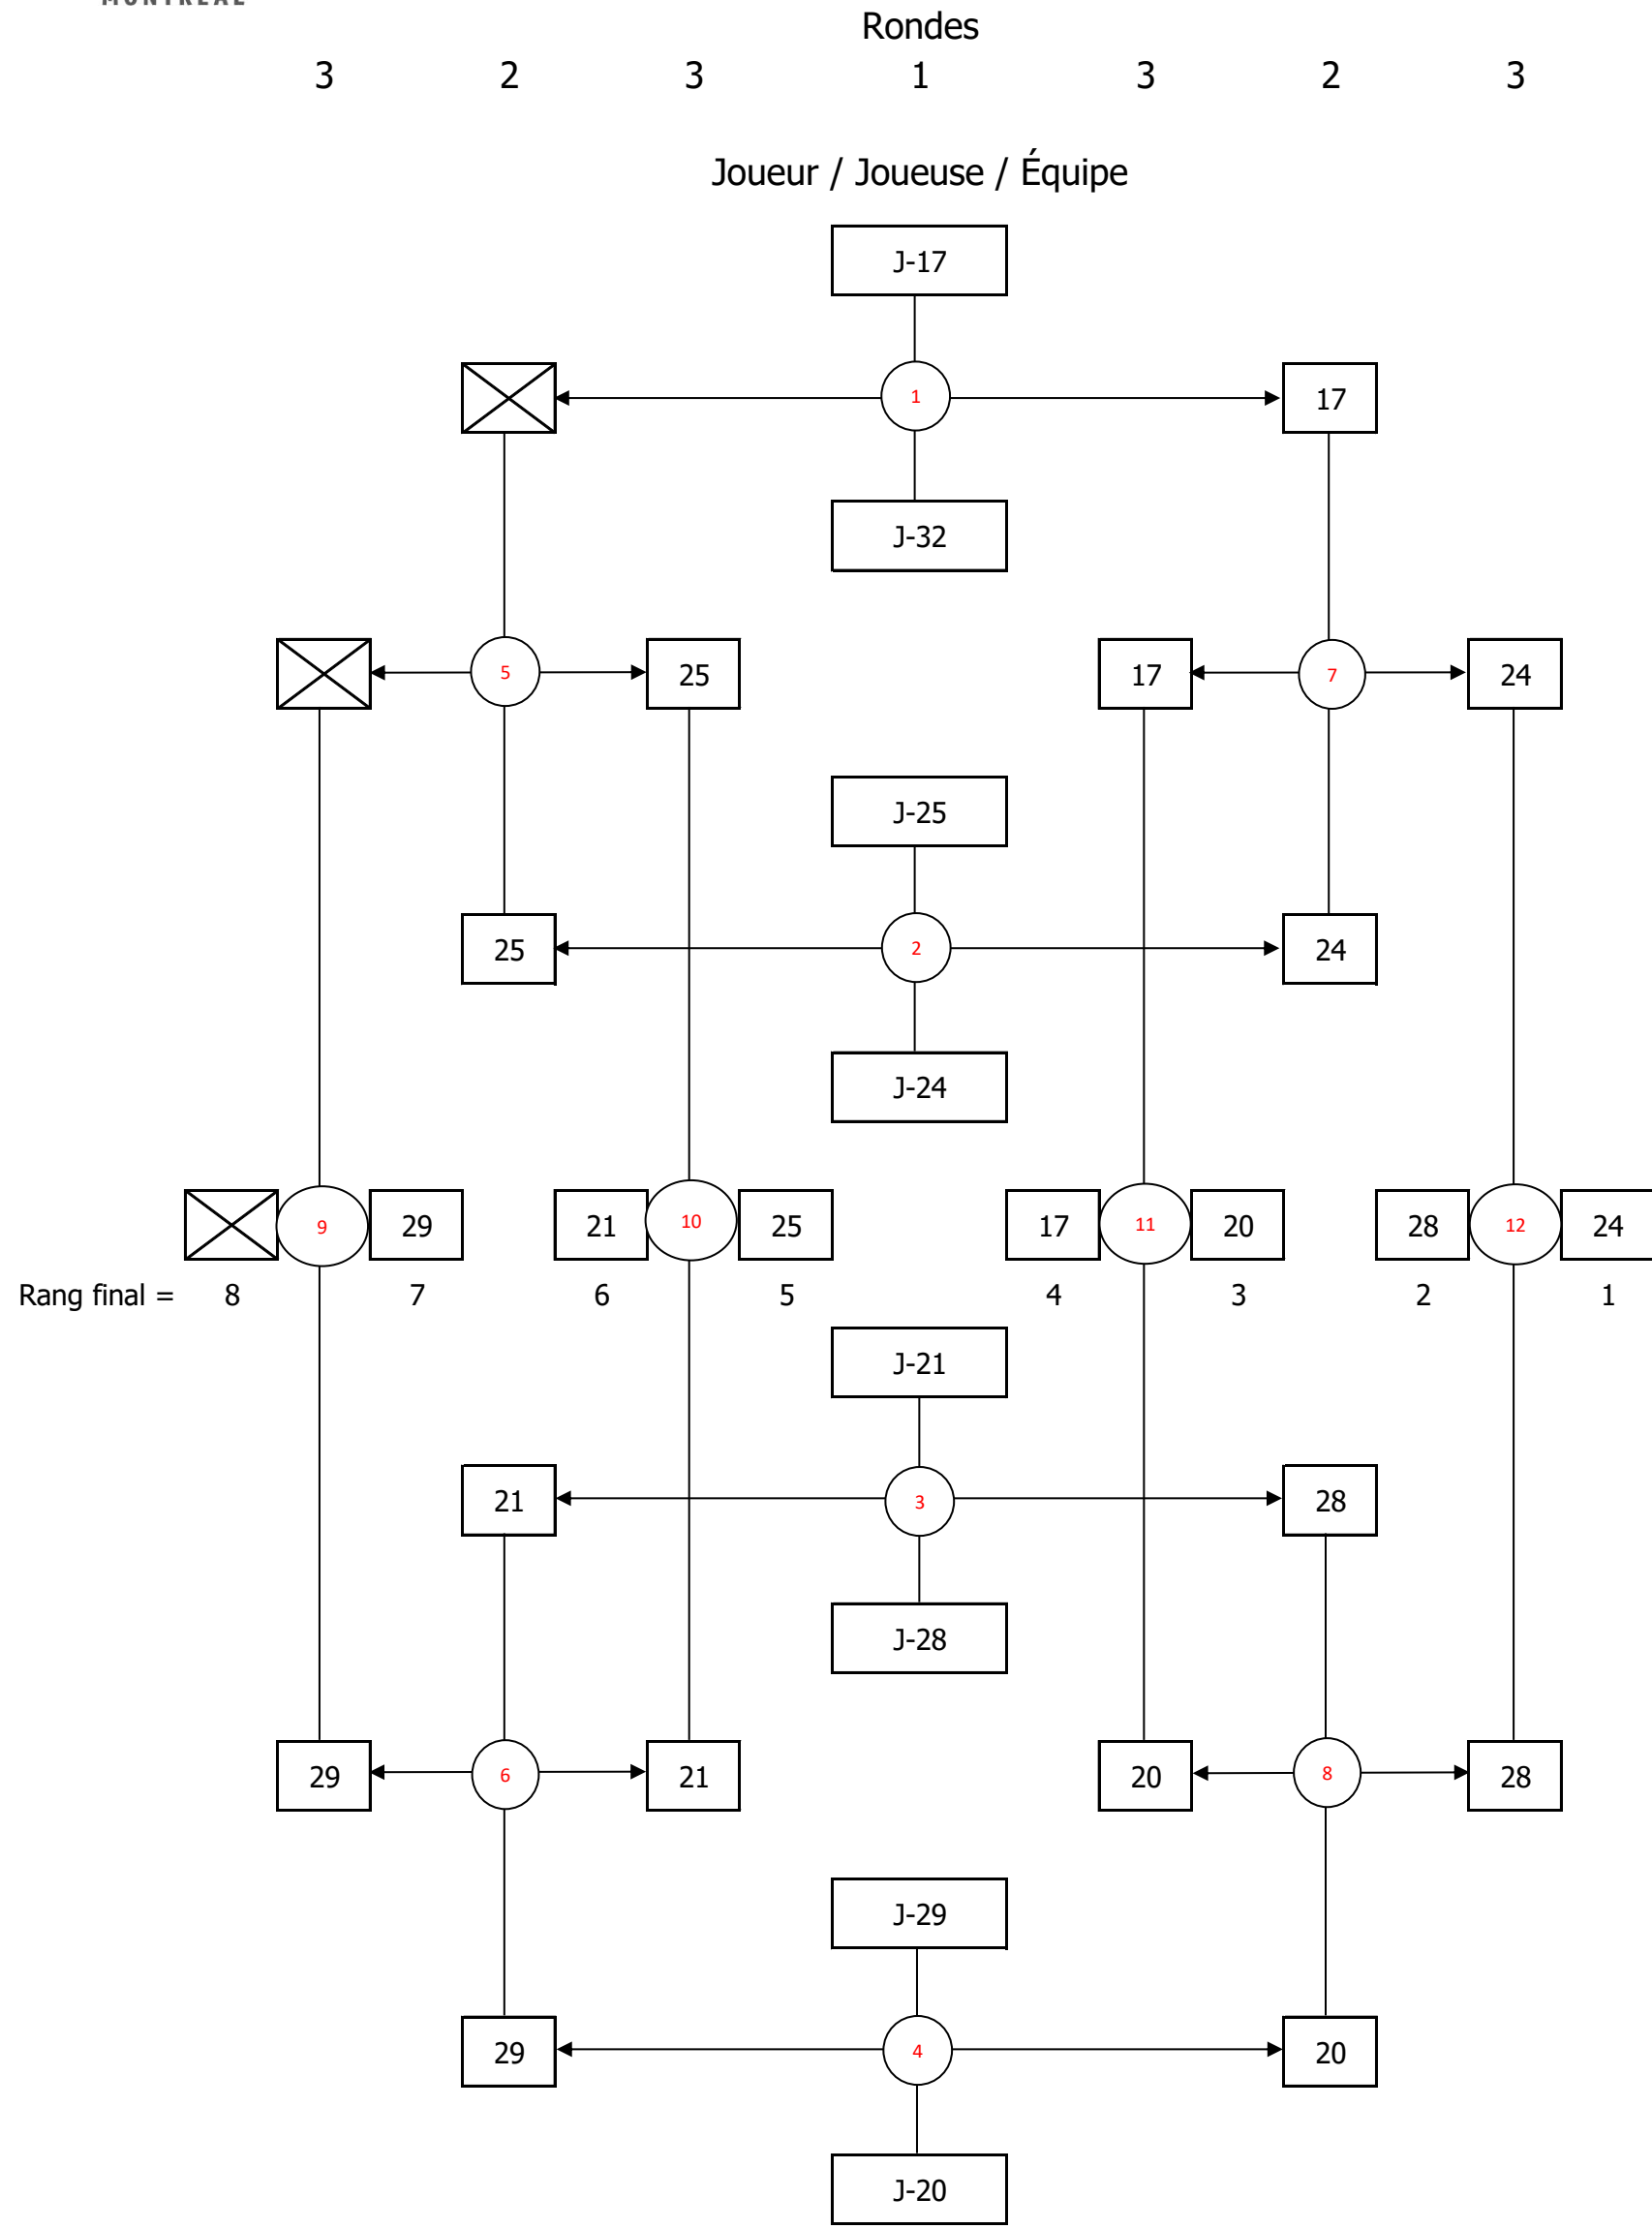 MONTRÉAL
Rondes
3 2 3 1 3 2 3
Joueur / Joueuse / Équipe
J-17
1 17
J-32
5 25 17 7 24
J-25
25 2 24
J-24
9 29 21 10 25 17 11 20 28 12 24
Rang final = 8 7 6 5 4 3 2 1
J-21
21 3 28
J-28
29 6 21 20 8 28
J-29
29 4 20
J-20